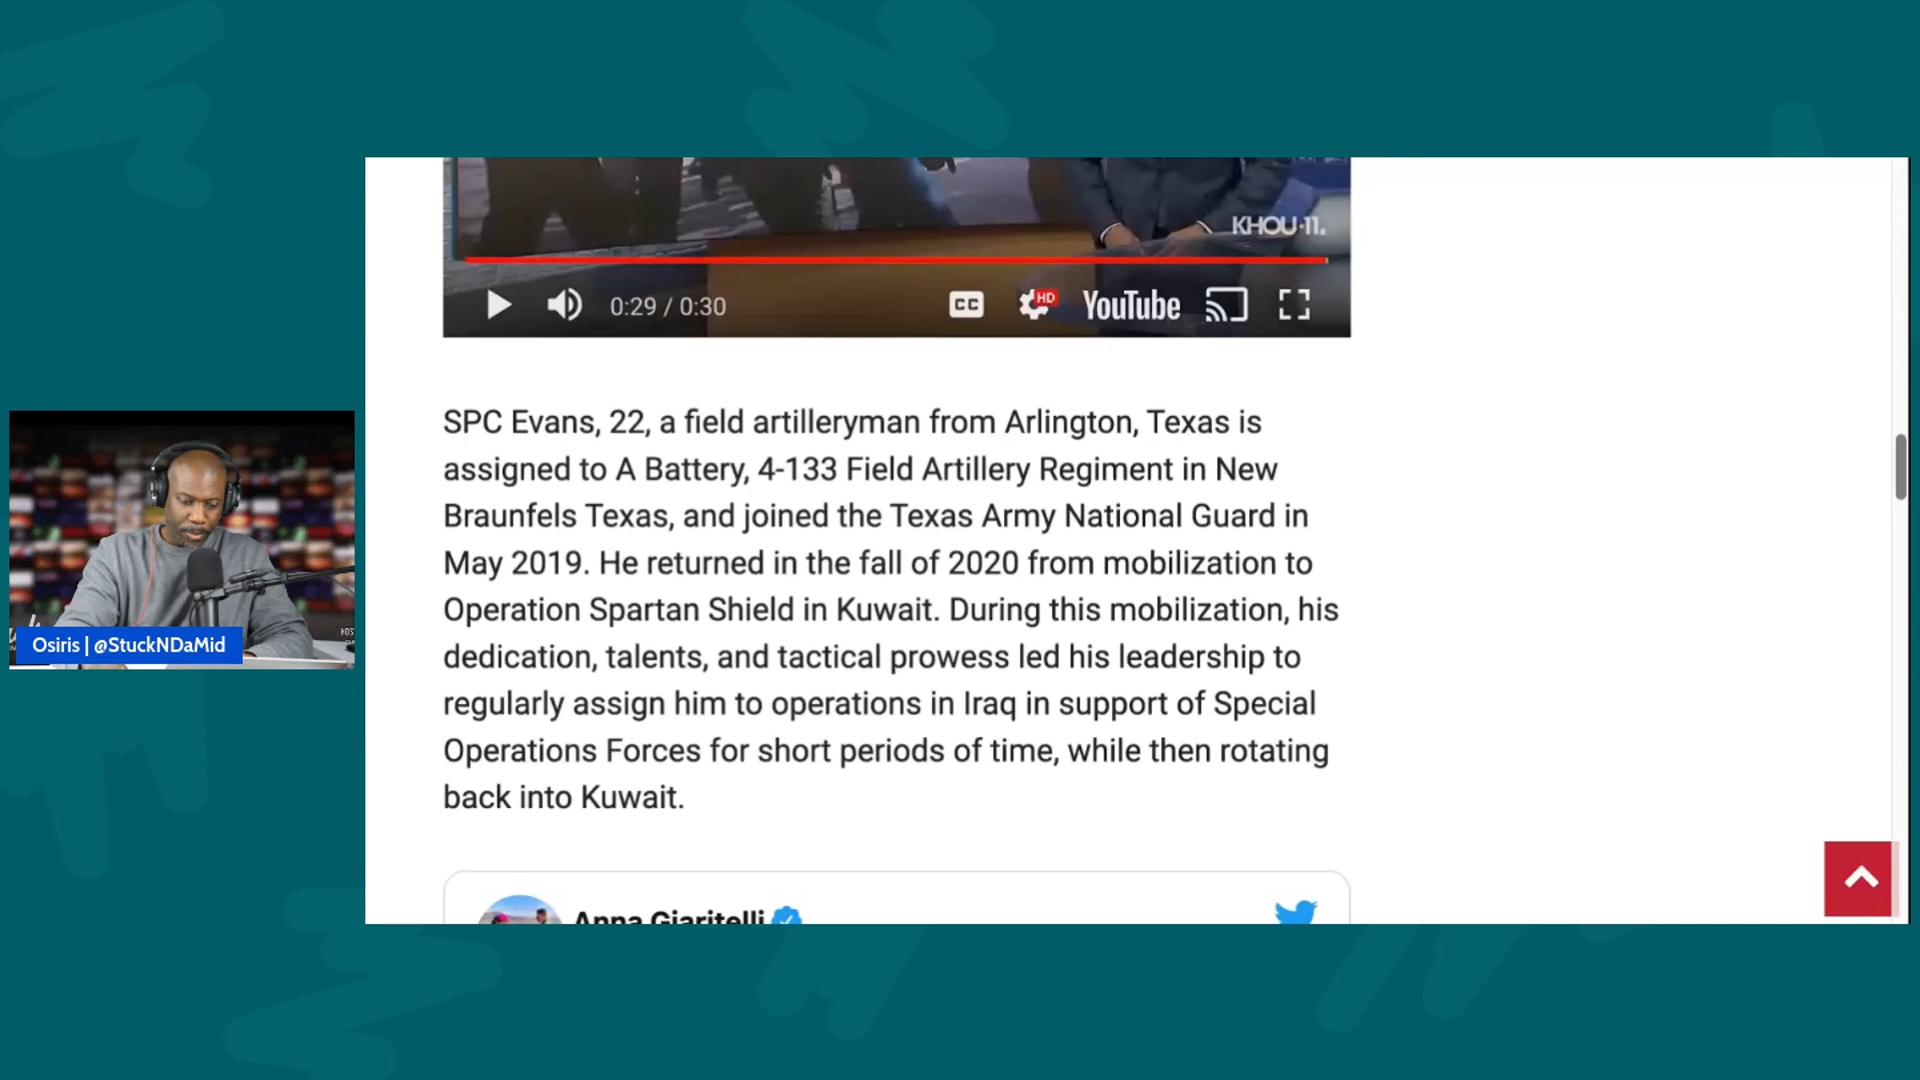 KHOU·11.
0:29 / 0:30
CC
HD
YouTube
SPC Evans, 22, a field artilleryman from Arlington, Texas is
assigned to A Battery, 4-133 Field Artillery Regiment in New
Braunfels Texas, and joined the Texas Army National Guard in
May 2019. He returned in the fall of 2020 from mobilization to
Operation Spartan Shield in Kuwait. During this mobilization, his
dedication, talents, and tactical prowess led his leadership to
regularly assign him to operations in Iraq in support of Special
Operations Forces for short periods of time, while then rotating
back into Kuwait.
Osiris | @StuckNDaMid
Anna Giaritelli